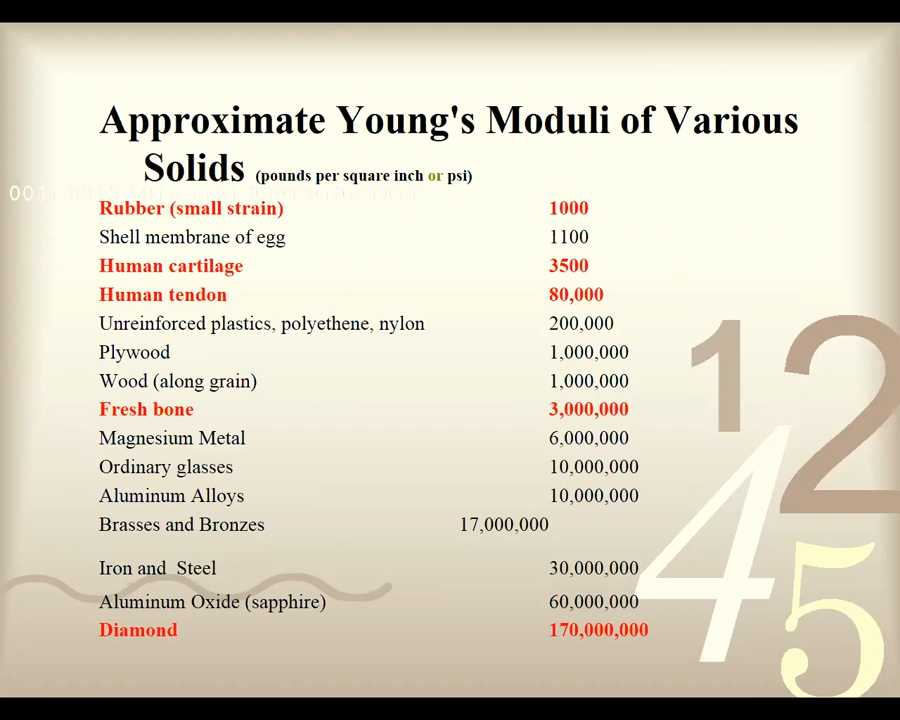 Approximate Young's Moduli of Various
Solids (pounds per square inch or psi)
Rubber (small strain) 1000
Shell membrane of egg 1100
Human cartilage 3500
Human tendon 80,000
Unreinforced plastics, polyethene, nylon 200,000
Plywood 1,000,000
Wood (along grain) 1,000,000
Fresh bone 3,000,000
Magnesium Metal 6,000,000
Ordinary glasses 10,000,000
Aluminum Alloys 10,000,000
Brasses and Bronzes 17,000,000
Iron and  Steel 30,000,000
Aluminum Oxide (sapphire) 60,000,000
Diamond 170,000,000
1
2
4
5